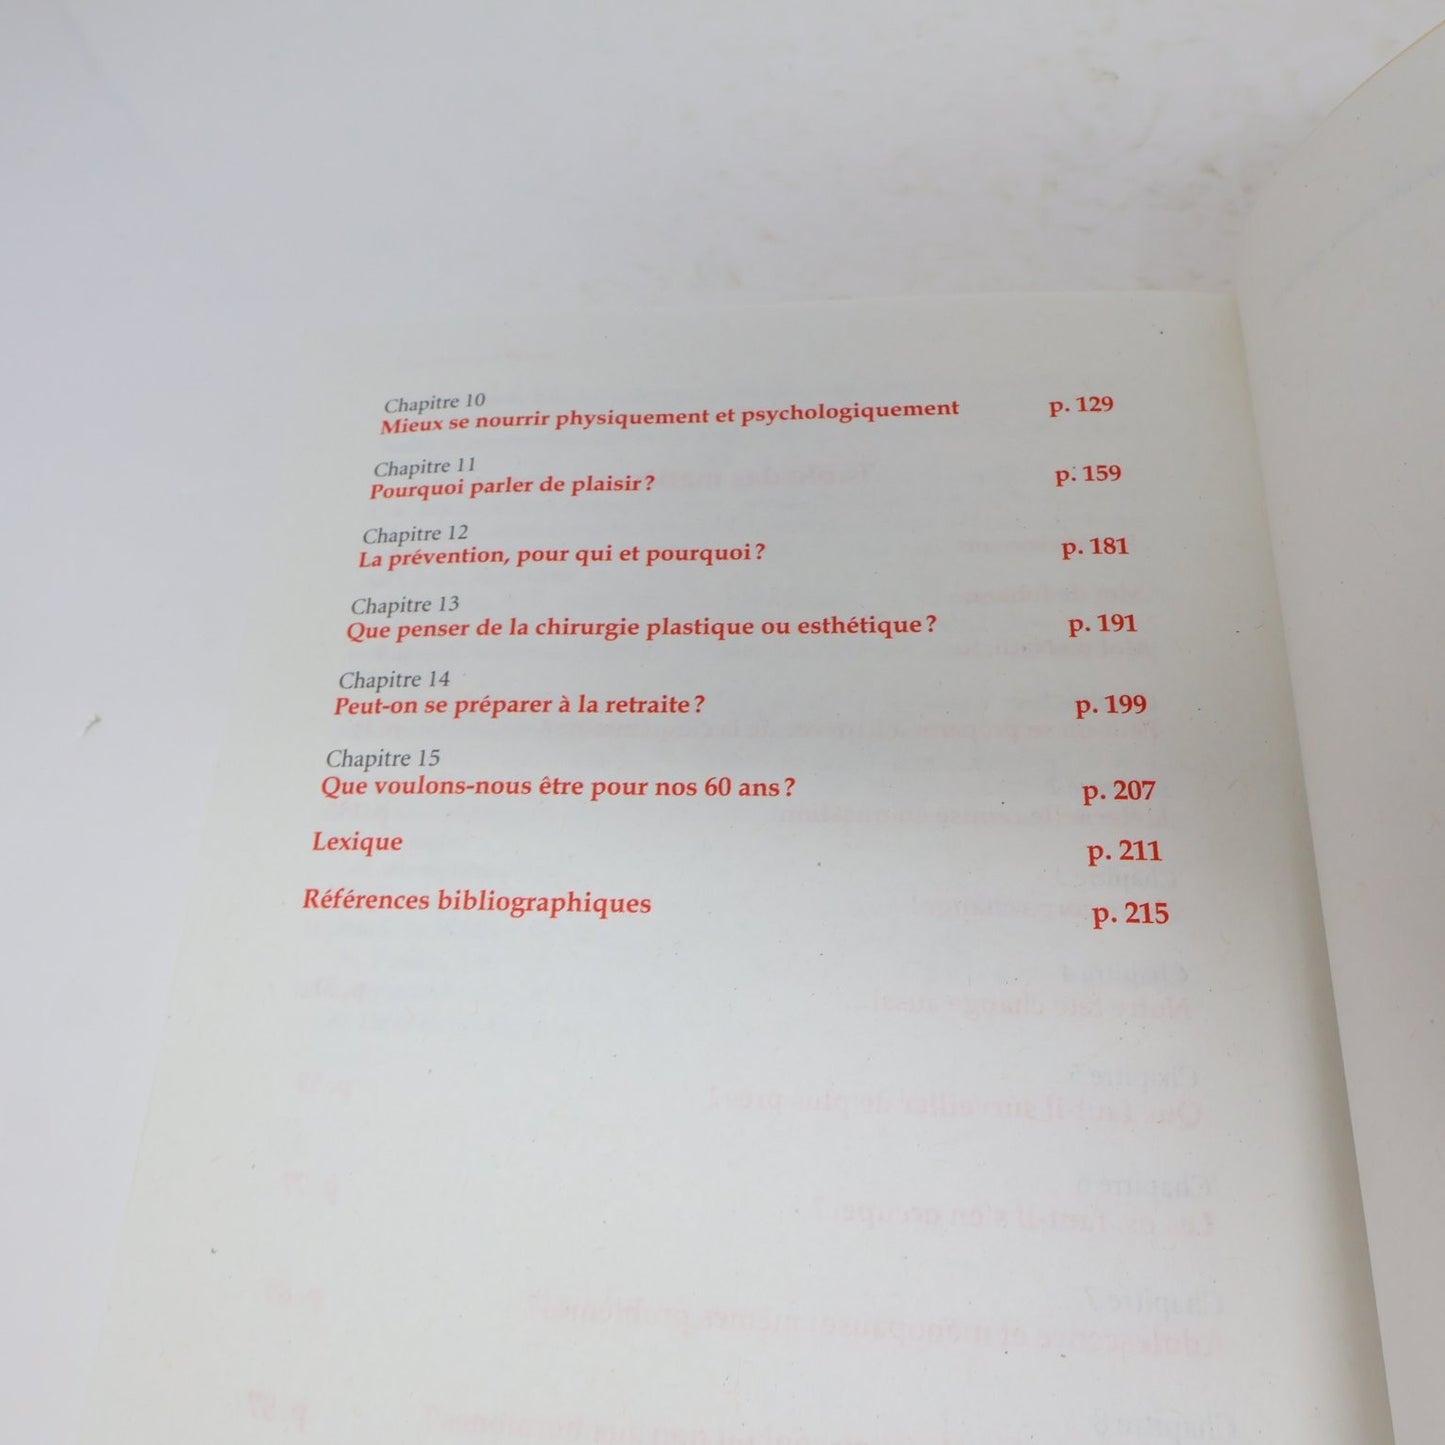 Chapitre 10
Mieux se nourrir physiquement et psychologiquement p. 129
Chapitre 11
Pourquoi parler de plaisir ? p. 159
Chapitre 12
La prévention, pour qui et pourquoi ? p. 181
Chapitre 13
Que penser de la chirurgie plastique ou esthétique ? p. 191
Chapitre 14
Peut-on se préparer à la retraite ? p. 199
Chapitre 15
Que voulons-nous être pour nos 60 ans ? p. 207
Lexique p. 211
Références bibliographiques p. 215